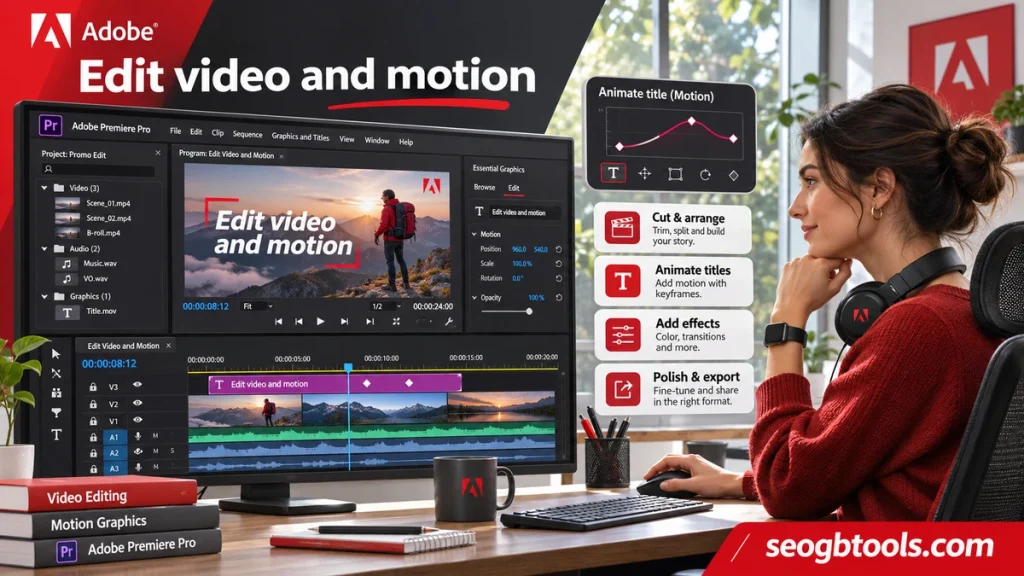 Adobe®
Edit video and motion
Pr Adobe Premiere Pro
File Edit Clip Sequence Graphics and Titles View Window Help
Project: Promo Edit
Video (3)
Scene_01.mp4
Scene_02.mp4
B-roll.mp4
Audio (2)
Music.wav
VO.wav
Graphics (1)
T Title.mov
Program: Edit Video and Motion
Edit video
and motion
00:00:08:12 Fit 1/2 00:00:24:00
Essential Graphics
Browse Edit
T Edit video and motion
Motion
Position 960.0 540.0
Scale 100.0%
Rotation 0.0°
Opacity 100 %
Edit Video and Motion
00:00:08:12
00:00:00:00 00:00:05:00 00:00:10:00 00:00:15:00 00:00:20:00
T Edit video and motion
V3
V2
V1
A1 M
A2 M S
A3 M
T
Animate title (Motion)
T
Cut & arrange
Trim, split and build
your story.
T
Animate titles
Add motion with
keyframes.
Add effects
Color, transitions
and more.
Polish & export
Fine-tune and share
in the right format.
Video Editing
Motion Graphics
Pr Adobe Premiere Pro
seogbtools.com